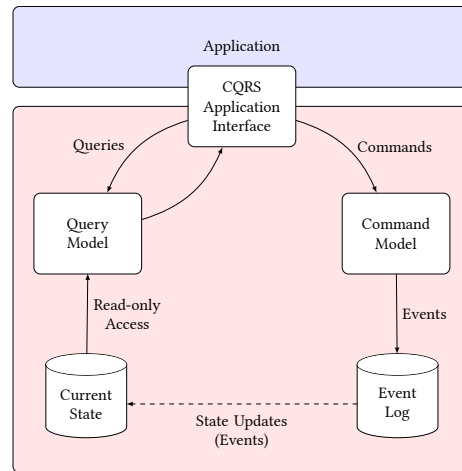 Application
CQRS
Application
Interface
Queries
Commands
Query
Model
Command
Model
Read-only
Access
Events
Current
State
Event
Log
State Updates
(Events)